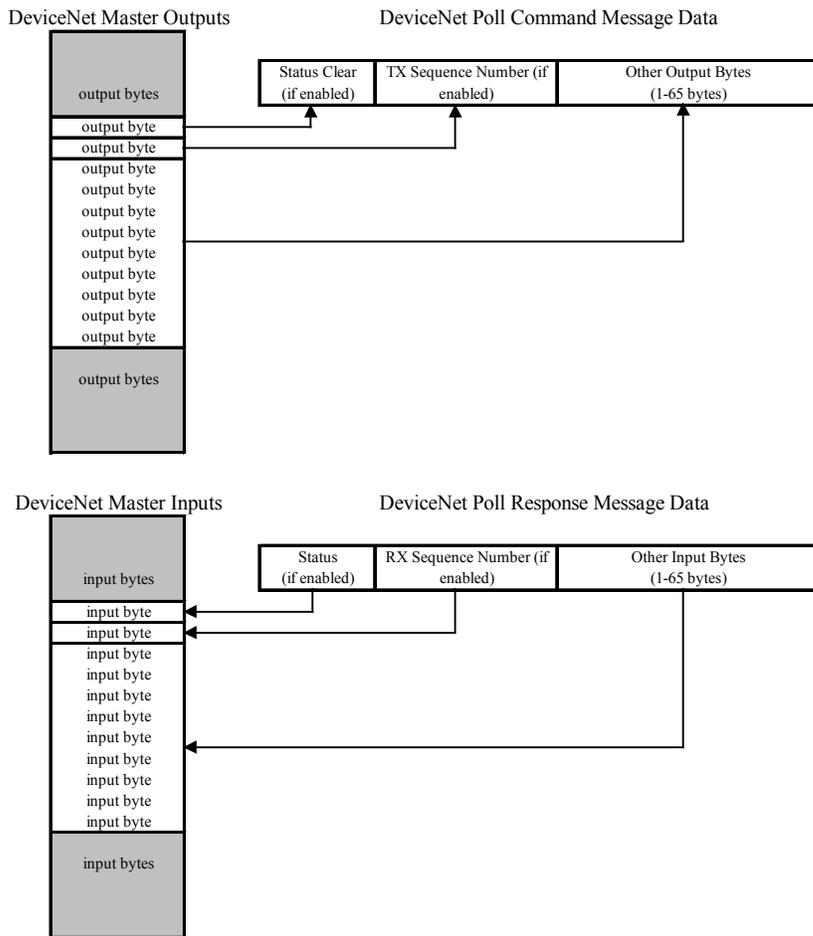 DeviceNet Master Outputs
DeviceNet Poll Command Message Data
Status Clear
(if enabled)
TX Sequence Number (if
enabled)
Other Output Bytes
(1-65 bytes)
output bytes
output byte
output byte
output byte
output byte
output byte
output byte
output byte
output byte
output byte
output byte
output byte
output bytes
DeviceNet Master Inputs
DeviceNet Poll Response Message Data
Status
(if enabled)
RX Sequence Number (if
enabled)
Other Input Bytes
(1-65 bytes)
input bytes
input byte
input byte
input byte
input byte
input byte
input byte
input byte
input byte
input byte
input byte
input byte
input bytes